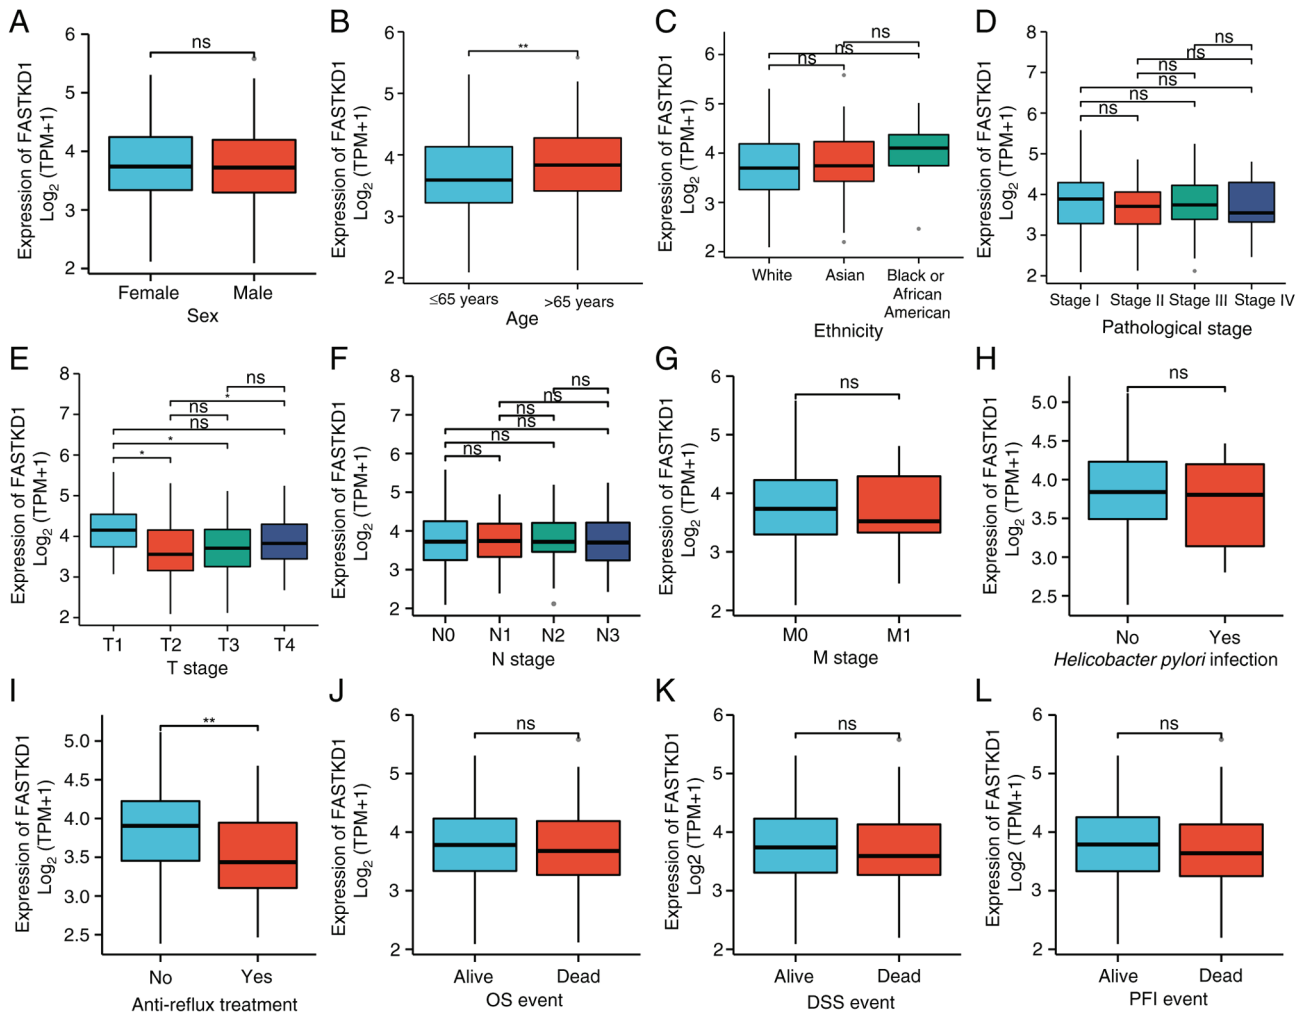 A
Expression of FASTKD1
Log2 (TPM+1)
6
5
4
3
2
ns
Female
Male
Sex
B
Expression of FASTKD1
Log2 (TPM+1)
6
5
4
3
2
**
≤65 years
>65 years
Age
C
Expression of FASTKD1
Log2 (TPM+1)
6
5
4
3
2
ns
ns
ns
White
Asian
Black or
African
American
Ethnicity
D
Expression of FASTKD1
Log2 (TPM+1)
8
7
6
5
4
3
2
ns
ns
ns
ns
ns
ns
Stage I
Stage II
Stage III
Stage IV
Pathological stage
E
Expression of FASTKD1
Log2 (TPM+1)
8
7
6
5
4
3
2
ns
*
ns
ns
*
*
T1
T2
T3
T4
T stage
F
Expression of FASTKD1
Log2 (TPM+1)
8
7
6
5
4
3
2
ns
ns
ns
ns
ns
ns
N0
N1
N2
N3
N stage
G
Expression of FASTKD1
Log2 (TPM+1)
6
5
4
3
2
ns
M0
M1
M stage
H
Expression of FASTKD1
Log2 (TPM+1)
5.0
4.5
4.0
3.5
3.0
2.5
ns
No
Yes
Helicobacter pylori infection
I
Expression of FASTKD1
Log2 (TPM+1)
5.0
4.5
4.0
3.5
3.0
2.5
**
No
Yes
Anti-reflux treatment
J
Expression of FASTKD1
Log2 (TPM+1)
6
5
4
3
2
ns
Alive
Dead
OS event
K
Expression of FASTKD1
Log2 (TPM+1)
6
5
4
3
2
ns
Alive
Dead
DSS event
L
Expression of FASTKD1
Log2 (TPM+1)
6
5
4
3
2
ns
Alive
Dead
PFI event